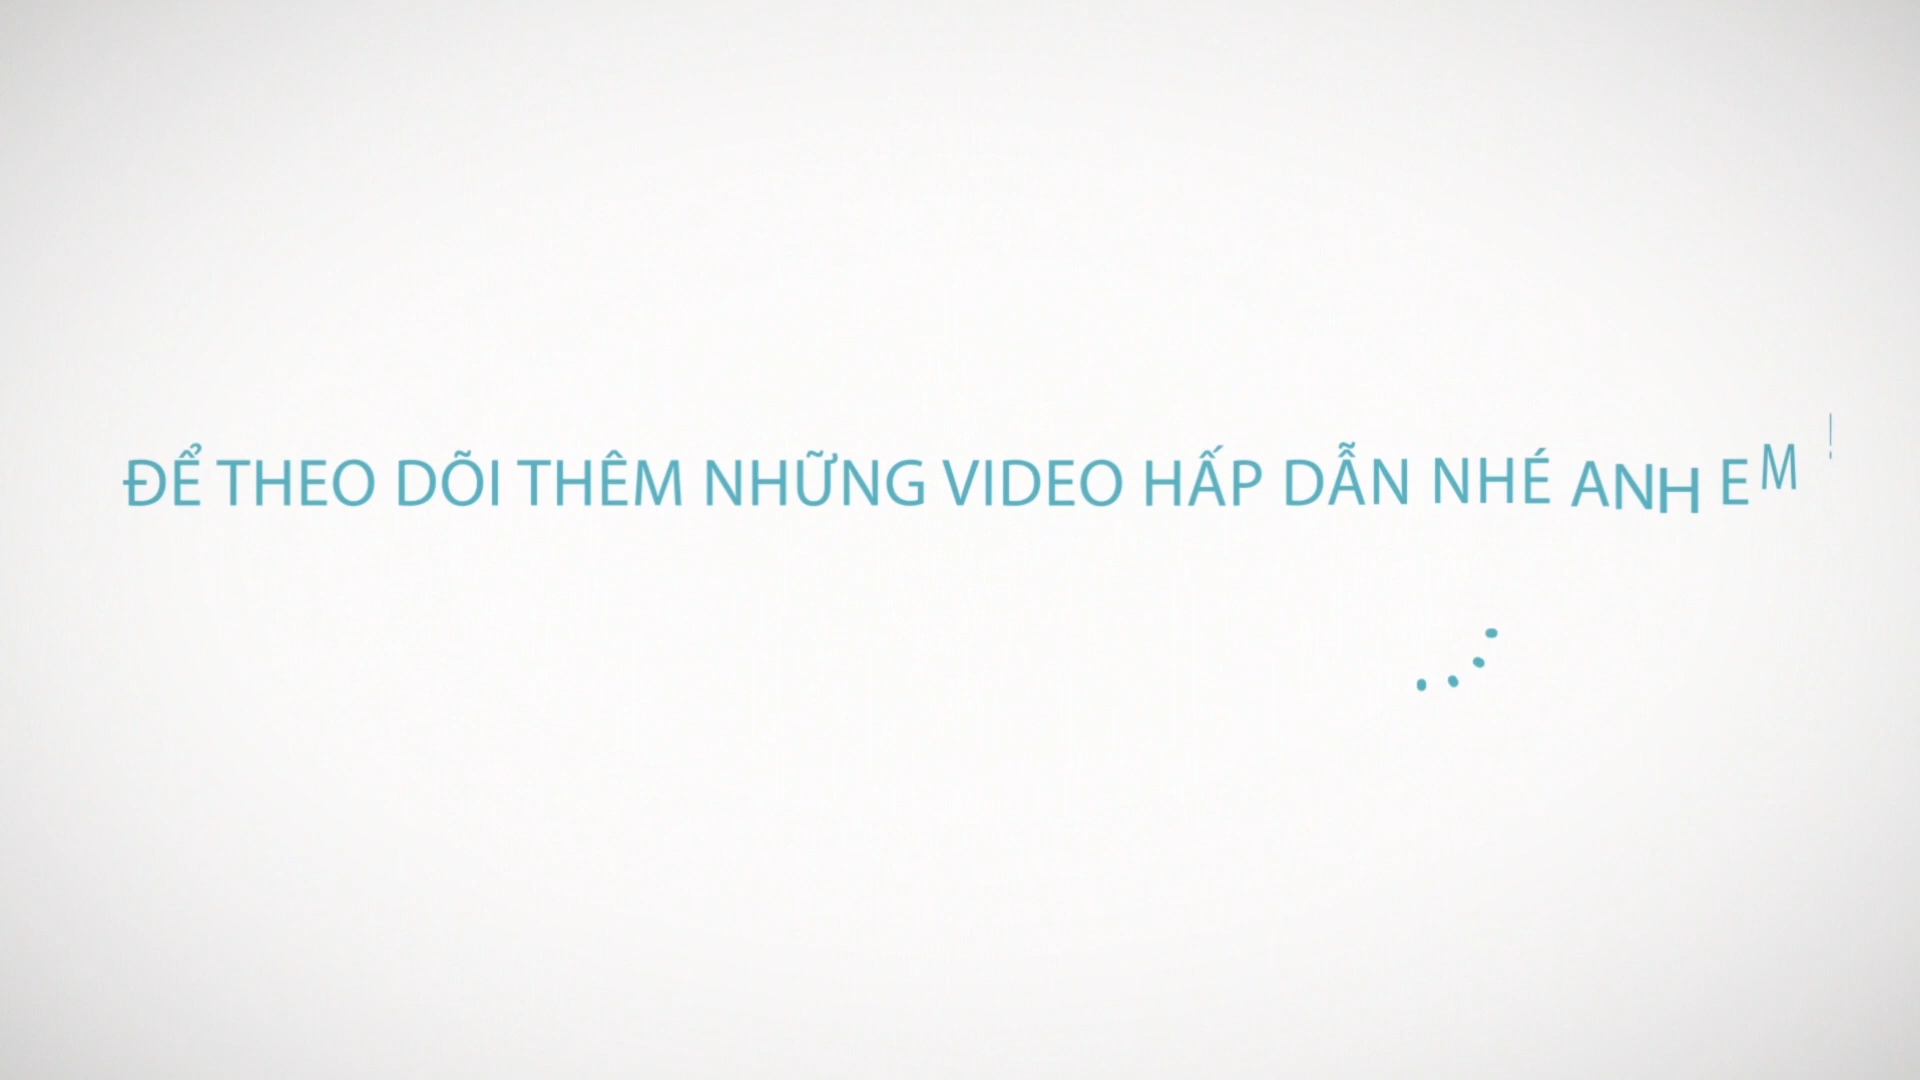 ĐỂ THEO DÕI THÊM NHỮNG VIDEO HẤP DẪN NHÉ ANH EM !